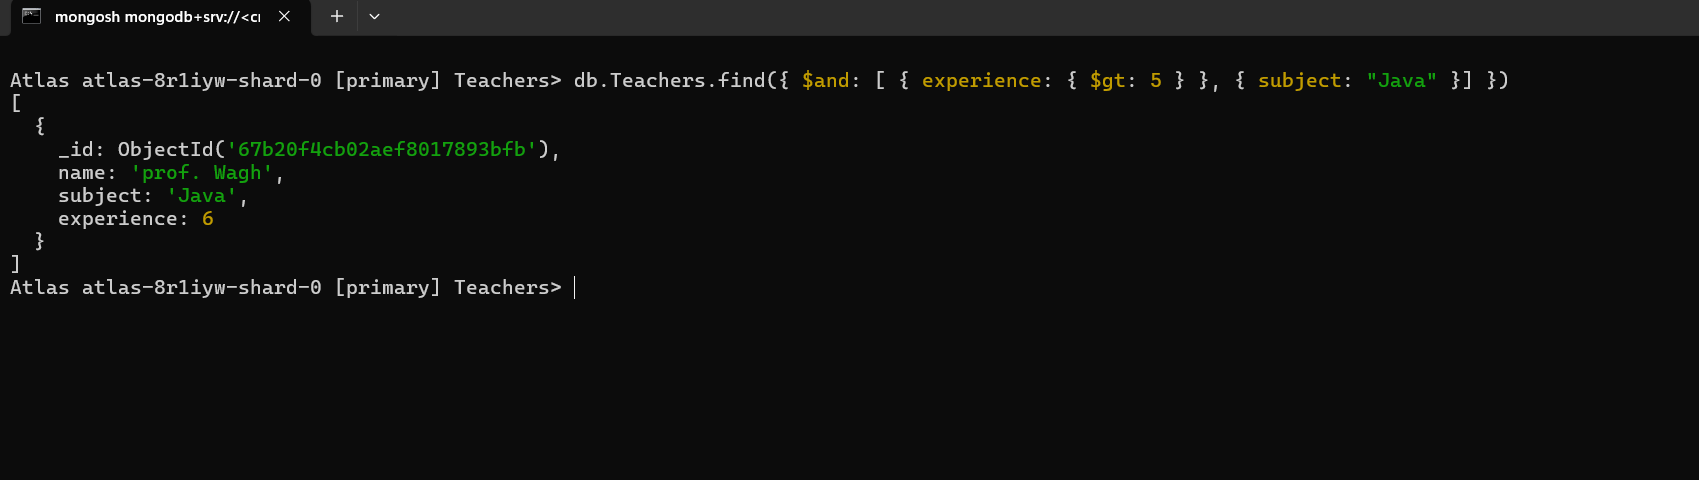 mongosh mongodb+srv://<cr
Atlas atlas-8r1iyw-shard-0 [primary] Teachers> db.Teachers.find({ $and: [ { experience: { $gt: 5 } }, { subject: "Java" }] })
[
  {
    _id: ObjectId('67b20f4cb02aef8017893bfb'),
    name: 'prof. Wagh',
    subject: 'Java',
    experience: 6
  }
]
Atlas atlas-8r1iyw-shard-0 [primary] Teachers>